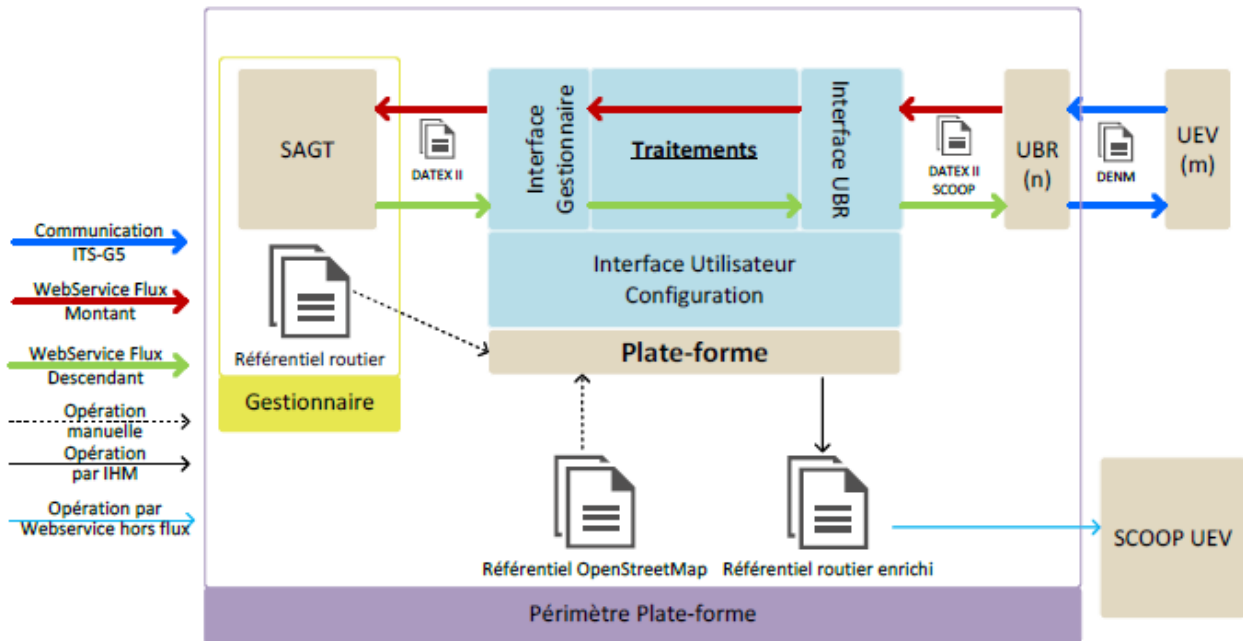 SAGT
DATEX II
Interface
Gestionnaire
Traitements
Interface UBR
DATEX II
SCOOP
UBR
(n)
DENM
UEV
(m)
Interface Utilisateur
Configuration
Plate-forme
Référentiel routier
Gestionnaire
Communication
ITS-G5
WebService Flux
Montant
WebService Flux
Descendant
Opération
manuelle
Opération
par IHM
Opération par
Webservice hors flux
Référentiel OpenStreetMap
Référentiel routier enrichi
SCOOP UEV
Périmètre Plate-forme